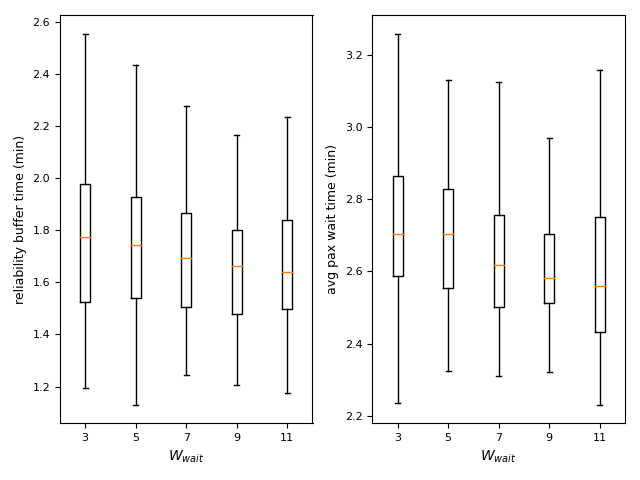 2.6
2.4
2.2
2.0
1.8
1.6
1.4
1.2
reliability buffer time (min)
3 5 7 9 11
W_wait
3.2
3.0
2.8
2.6
2.4
2.2
avg pax wait time (min)
3 5 7 9 11
W_wait